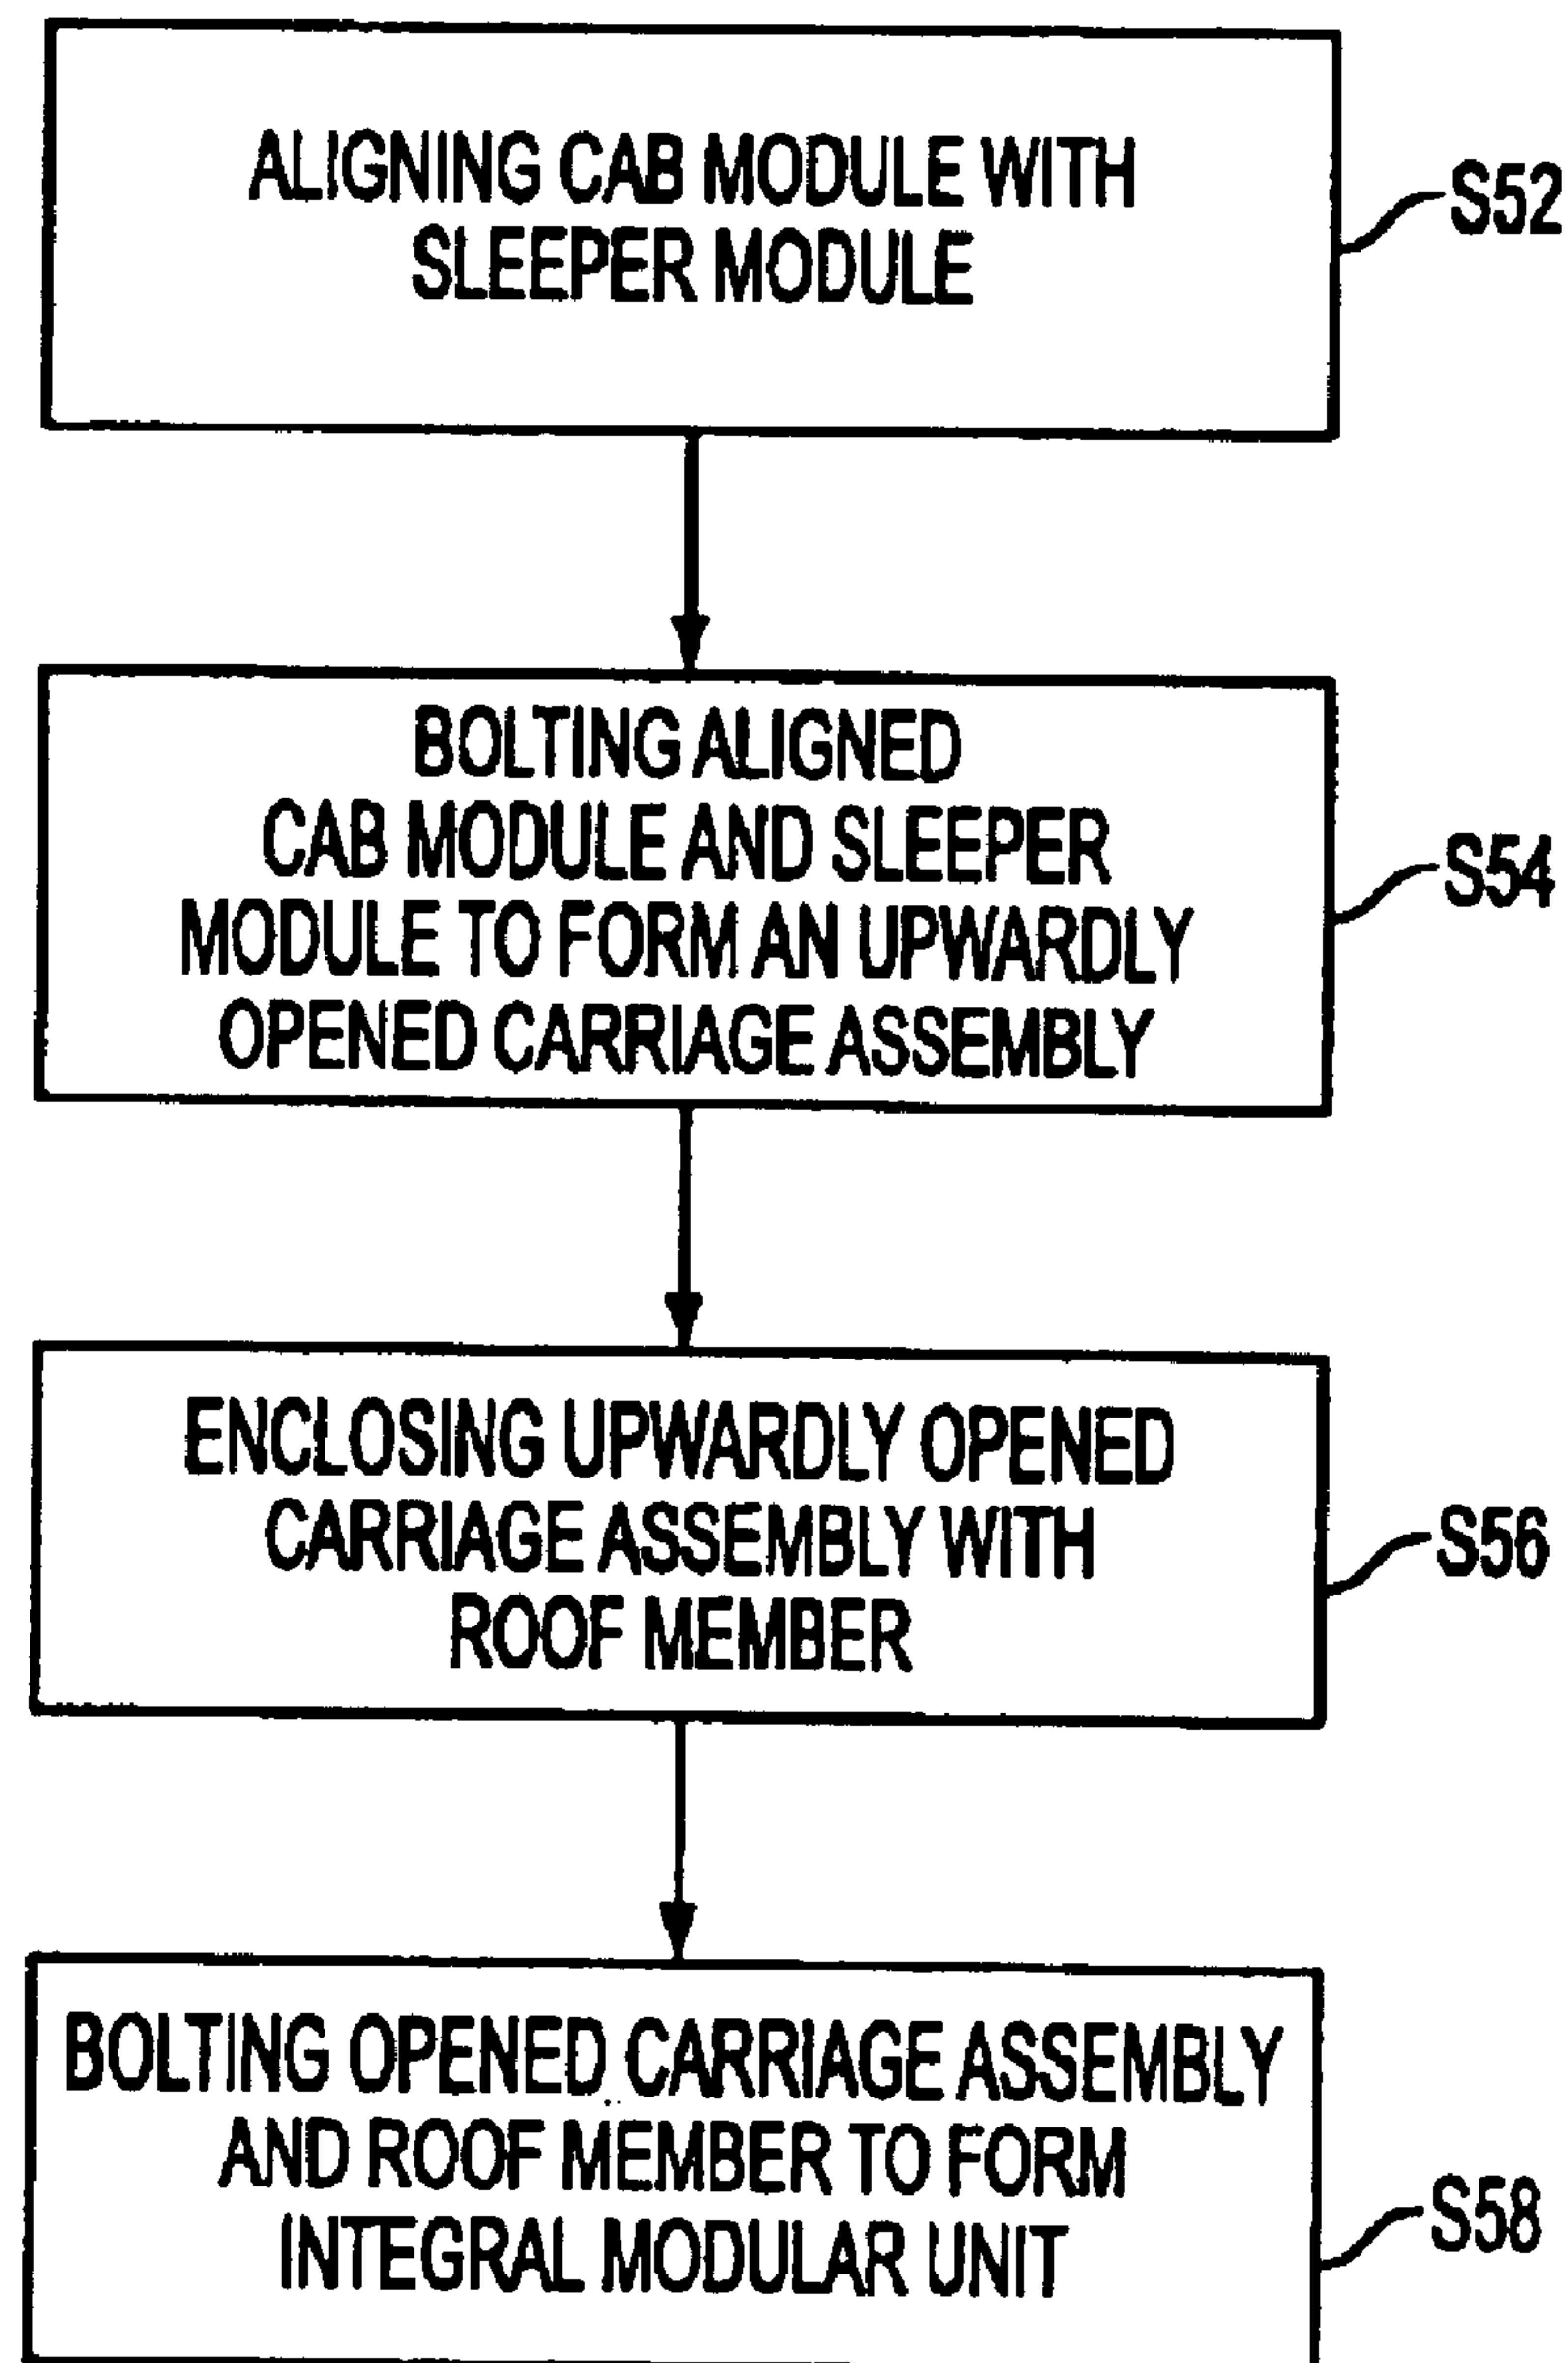 ALIGNING CAB MODULE WITH
SLEEPER MODULE
S52
BOLTING ALIGNED
CAB MODULE AND SLEEPER
MODULE TO FORM AN UPWARDLY
OPENED CARRIAGE ASSEMBLY
S54
ENCLOSING UPWARDLY OPENED
CARRIAGE ASSEMBLY WITH
ROOF MEMBER
S56
BOLTING OPENED CARRIAGE ASSEMBLY
AND ROOF MEMBER TO FORM
INTEGRAL MODULAR UNIT
S58